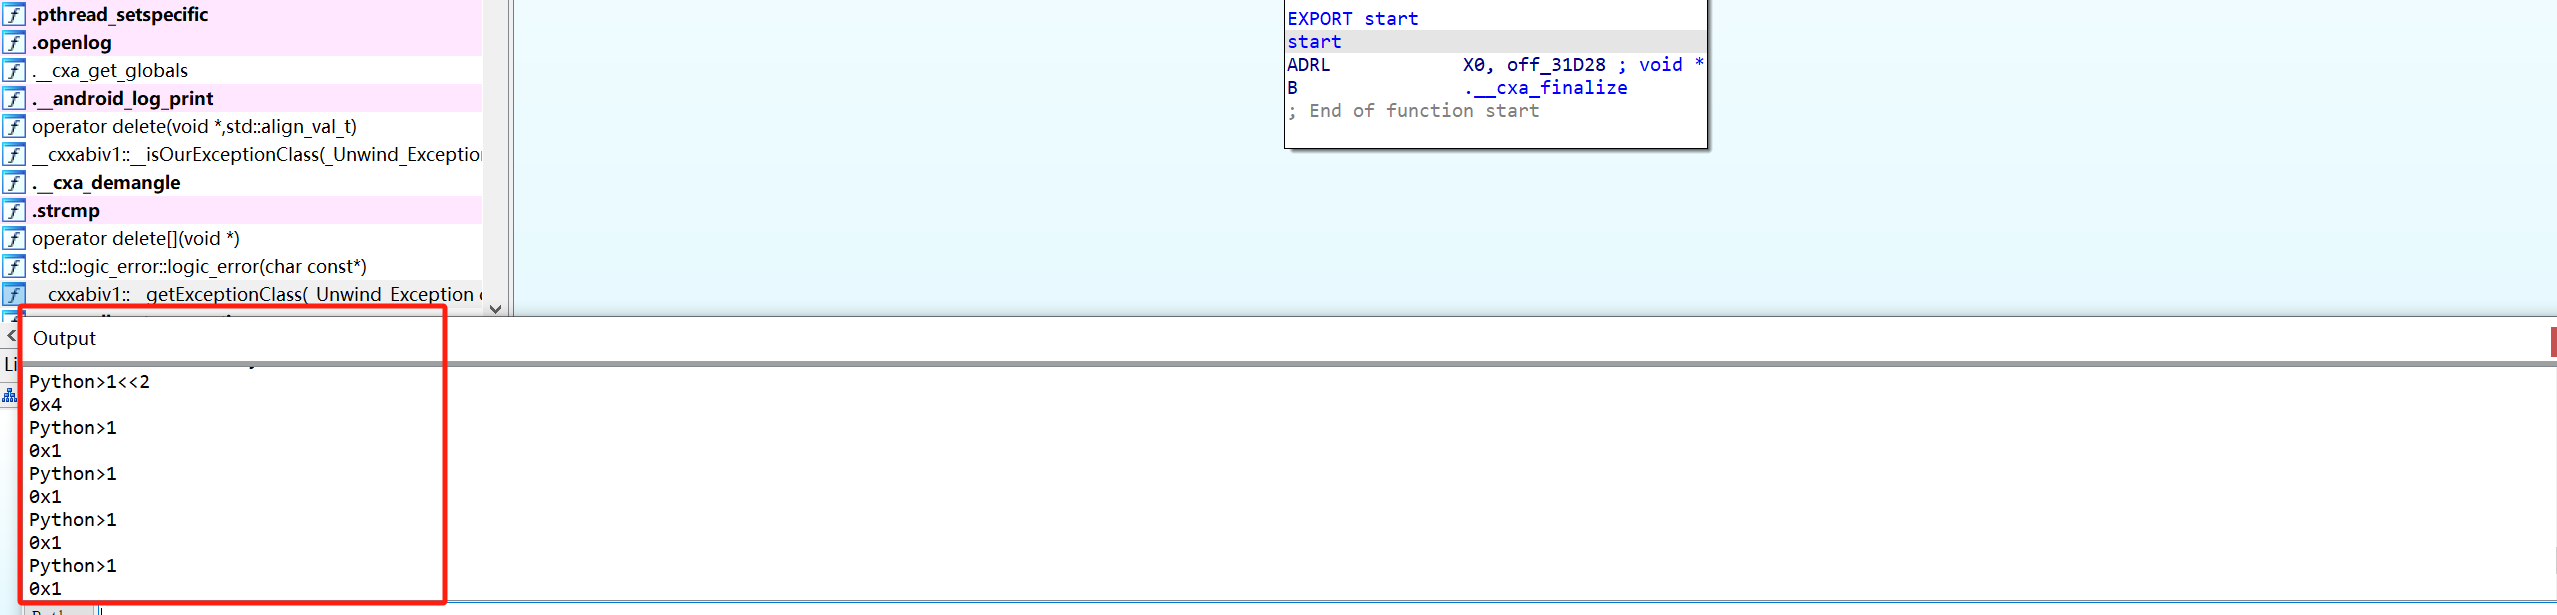 .pthread_setspecific
.openlog
.__cxa_get_globals
.__android_log_print
operator delete(void *,std::align_val_t)
__cxxabiv1::__isOurExceptionClass(_Unwind_Exceptio
.__cxa_demangle
.strcmp
operator delete[](void *)
std::logic_error::logic_error(char const*)
__cxxabiv1::__getExceptionClass(_Unwind_Exception c
EXPORT start
start
ADRL X0, off_31D28 ; void *
B .__cxa_finalize
; End of function start
Li
Output
Python>1<<2
0x4
Python>1
0x1
Python>1
0x1
Python>1
0x1
Python>1
0x1